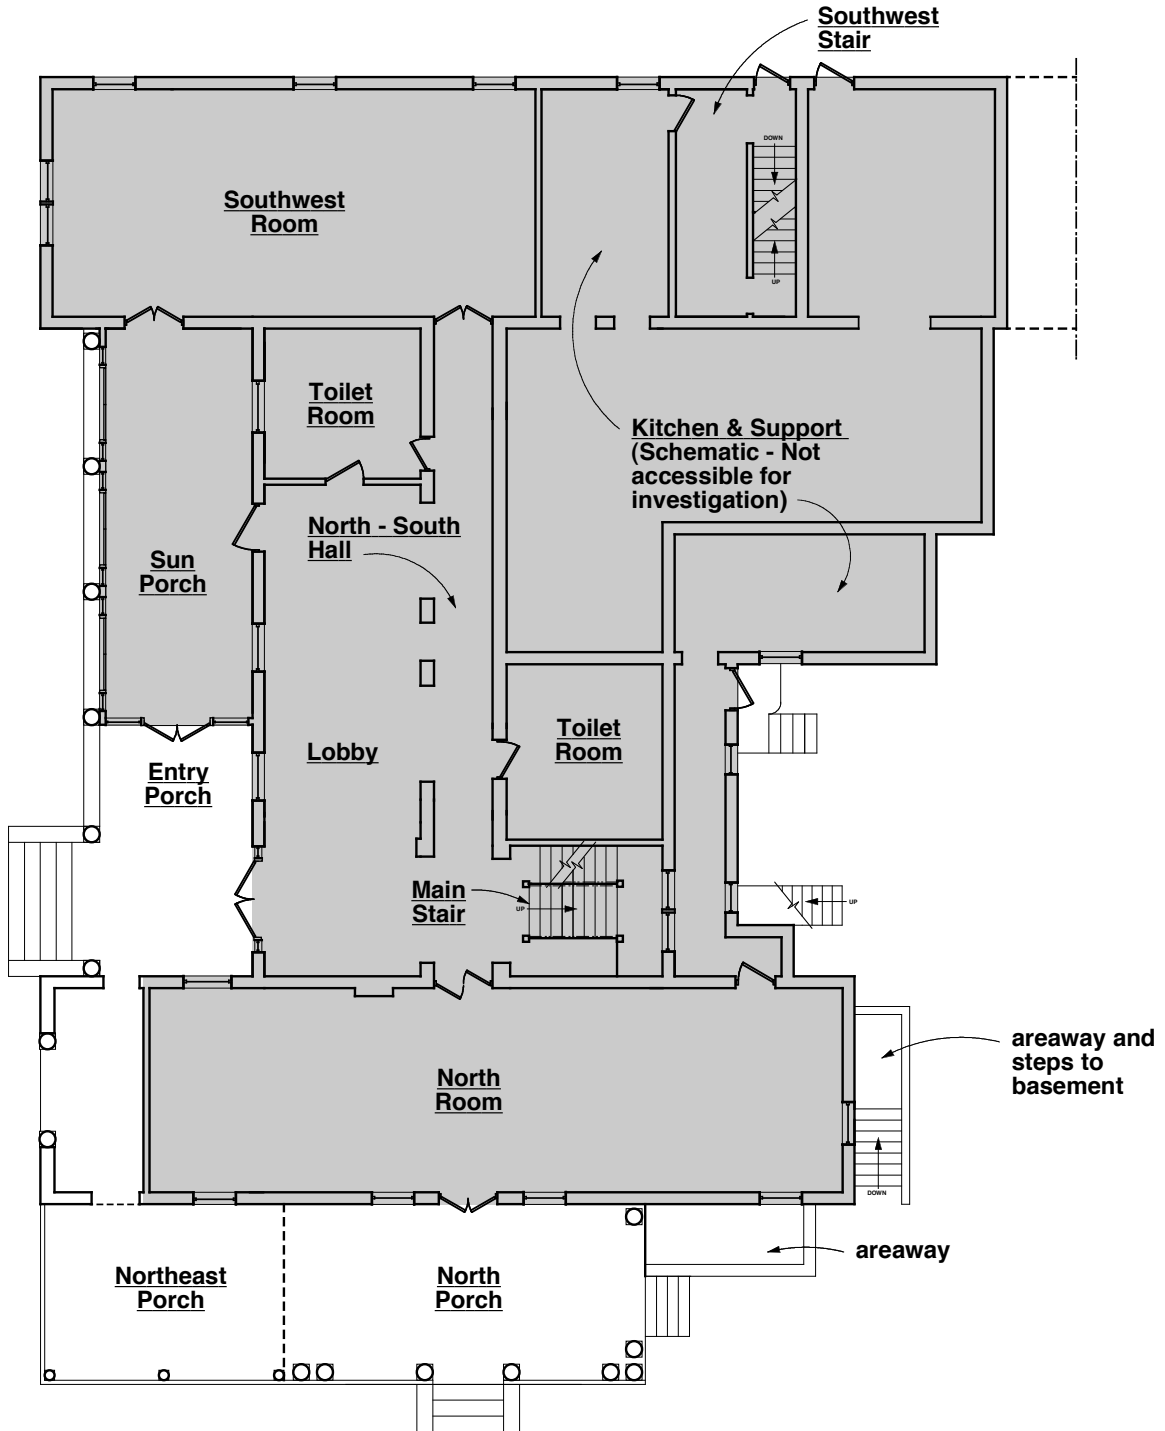 Southwest
Stair
DOWN
Southwest
Room
UP
Toilet
Room
Kitchen & Support
(Schematic - Not
accessible for
investigation)
North - South
Hall
Sun
Porch
Toilet
Room
Lobby
Entry
Porch
Main
Stair
UP
UP
areaway and
steps to
basement
North
Room
DOWN
areaway
Northeast
Porch
North
Porch